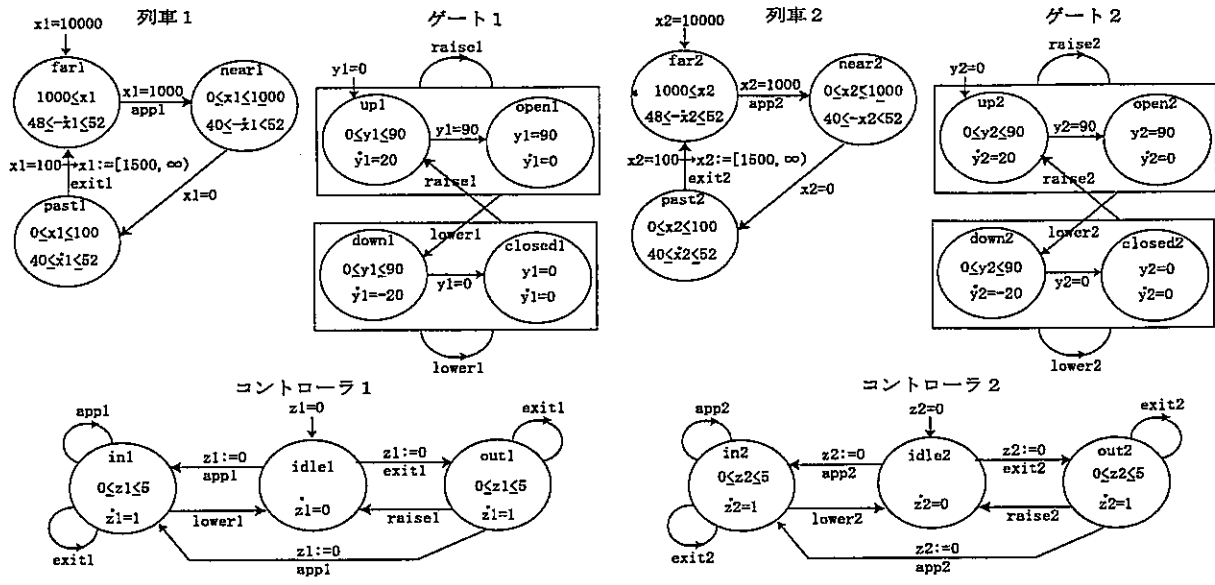 列車1
x1=10000
far1
1000≤x1
48≤-ẋ1≤52
x1=1000
app1
near1
0≤x1≤1000
40≤-ẋ1≤52
x1=100→x1:=[1500,∞)
exit1
x1=0
past1
0≤x1≤100
40≤ẋ1≤52
ゲート1
raise1
y1=0
up1
0≤y1≤90
ẏ1=20
y1=90
open1
y1=90
ẏ1=0
raise1
lower1
down1
0≤y1≤90
ẏ1=-20
y1=0
closed1
y1=0
ẏ1=0
lower1
列車2
x2=10000
far2
1000≤x2
48≤-ẋ2≤52
x2=1000
app2
near2
0≤x2≤1000
40≤-ẋ2≤52
x2=100→x2:=[1500,∞)
exit2
x2=0
past2
0≤x2≤100
40≤ẋ2≤52
ゲート2
raise2
y2=0
up2
0≤y2≤90
ẏ2=20
y2=90
open2
y2=90
ẏ2=0
raise2
lower2
down2
0≤y2≤90
ẏ2=-20
y2=0
closed2
y2=0
ẏ2=0
lower2
コントローラ1
z1=0
app1
exit1
in1
0≤z1≤5
ż1=1
z1:=0
app1
idle1
ż1=0
z1:=0
exit1
out1
0≤z1≤5
ż1=1
lower1
raise1
exit1
z1:=0
app1
コントローラ2
z2=0
app2
exit2
in2
0≤z2≤5
ż2=1
z2:=0
app2
idle2
ż2=0
z2:=0
exit2
out2
0≤z2≤5
ż2=1
lower2
raise2
exit2
z2:=0
app2